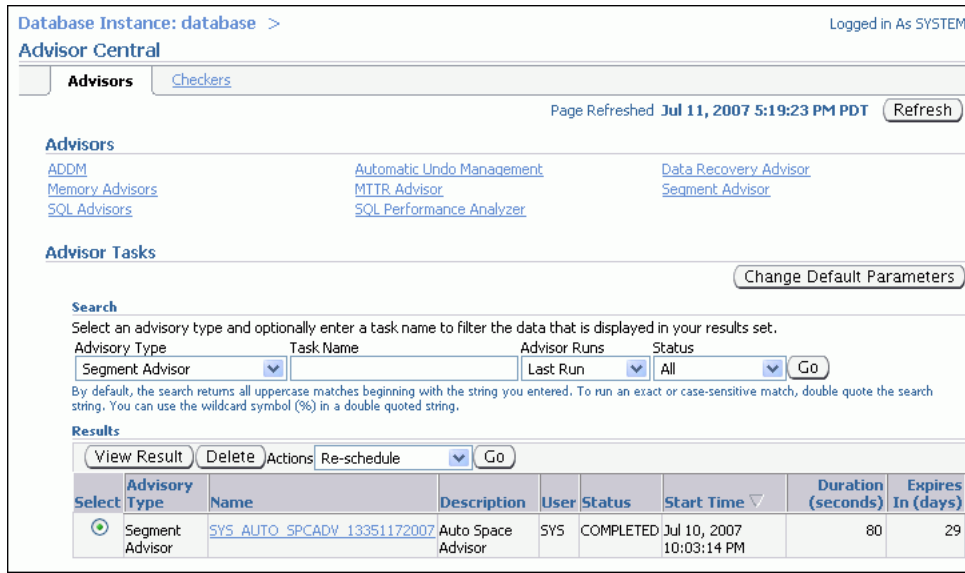 Database Instance: database >
Logged in As SYSTEM
Advisor Central
Advisors Checkers
Page Refreshed Jul 11, 2007 5:19:23 PM PDT Refresh
Advisors
ADDM Automatic Undo Management Data Recovery Advisor
Memory Advisors MTTR Advisor Segment Advisor
SQL Advisors SQL Performance Analyzer
Advisor Tasks
Change Default Parameters
Search
Select an advisory type and optionally enter a task name to filter the data that is displayed in your results set.
Advisory Type Task Name Advisor Runs Status
Segment Advisor Last Run All Go
By default, the search returns all uppercase matches beginning with the string you entered. To run an exact or case-sensitive match, double quote the search
string. You can use the wildcard symbol (%) in a double quoted string.
Results
View Result Delete Actions Re-schedule Go
Select Advisory Type Name Description User Status Start Time Duration (seconds) Expires In (days)
Segment Advisor SYS_AUTO_SPCADV_13351172007 Auto Space Advisor SYS COMPLETED Jul 10, 2007 10:03:14 PM 80 29